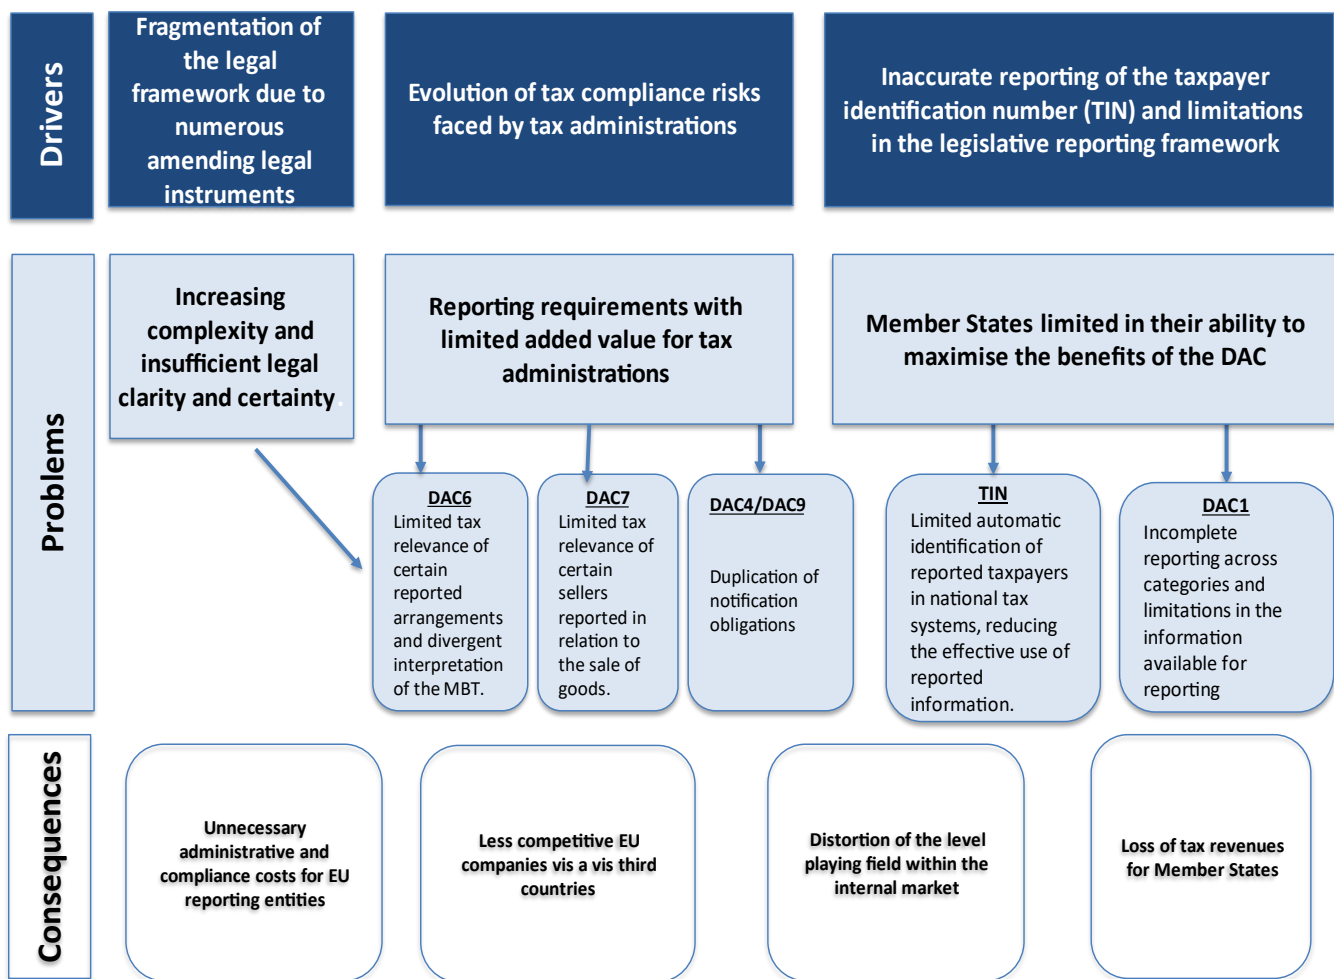 Drivers
Fragmentation of
the legal
framework due to
numerous
amending legal
instruments
Evolution of tax compliance risks
faced by tax administrations
Inaccurate reporting of the taxpayer
identification number (TIN) and limitations
in the legislative reporting framework
Problems
Increasing
complexity and
insufficient legal
clarity and certainty.
Reporting requirements with
limited added value for tax
administrations
Member States limited in their ability to
maximise the benefits of the DAC
DAC6
Limited tax
relevance of
certain
reported
arrangements
and divergent
interpretation
of the MBT.
DAC7
Limited tax
relevance of
certain
sellers
reported in
relation to
the sale of
goods.
DAC4/DAC9
Duplication of
notification
obligations
TIN
Limited automatic
identification of
reported taxpayers
in national tax
systems, reducing
the effective use of
reported
information.
DAC1
Incomplete
reporting across
categories and
limitations in the
information
available for
reporting
Consequences
Unnecessary
administrative and
compliance costs for EU
reporting entities
Less competitive EU
companies vis a vis third
countries
Distortion of the level
playing field within the
internal market
Loss of tax revenues
for Member States